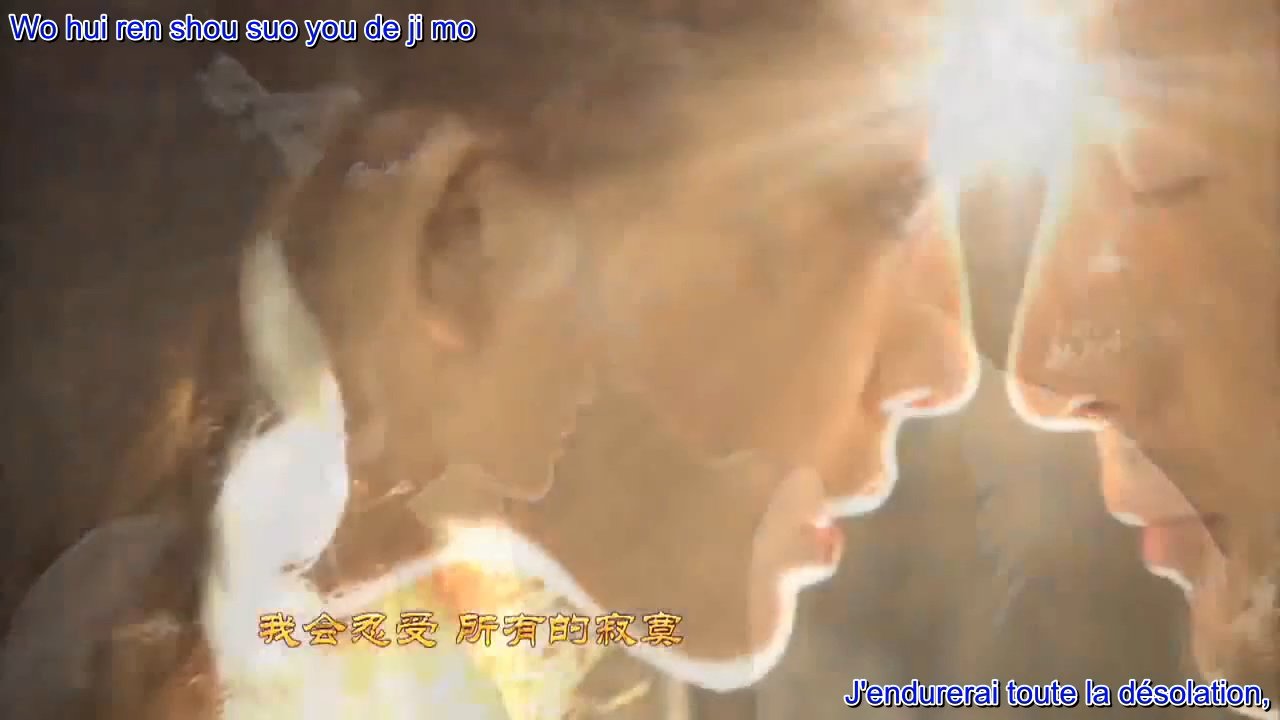 Wo hui ren shou suo you de ji mo
我会忍受 所有的寂寞
J'endurerai toute la désolation,